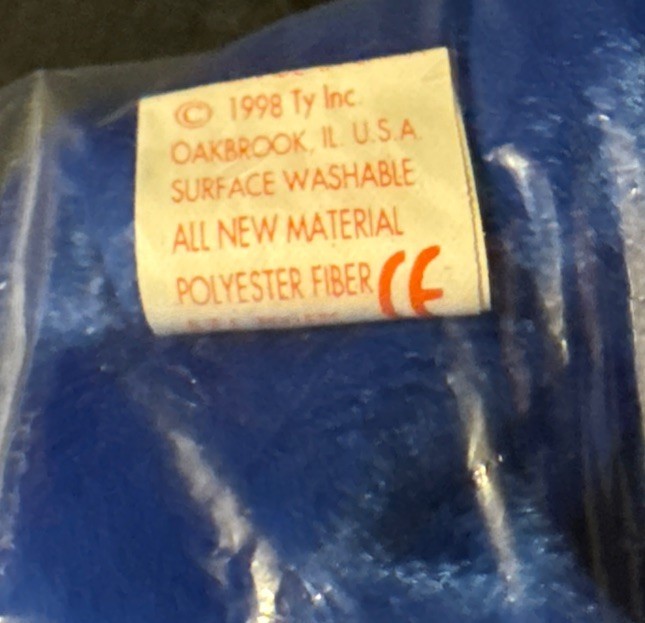 © 1998 Ty Inc.
OAKBROOK, IL. U.S.A.
SURFACE WASHABLE
ALL NEW MATERIAL
POLYESTER FIBER CE